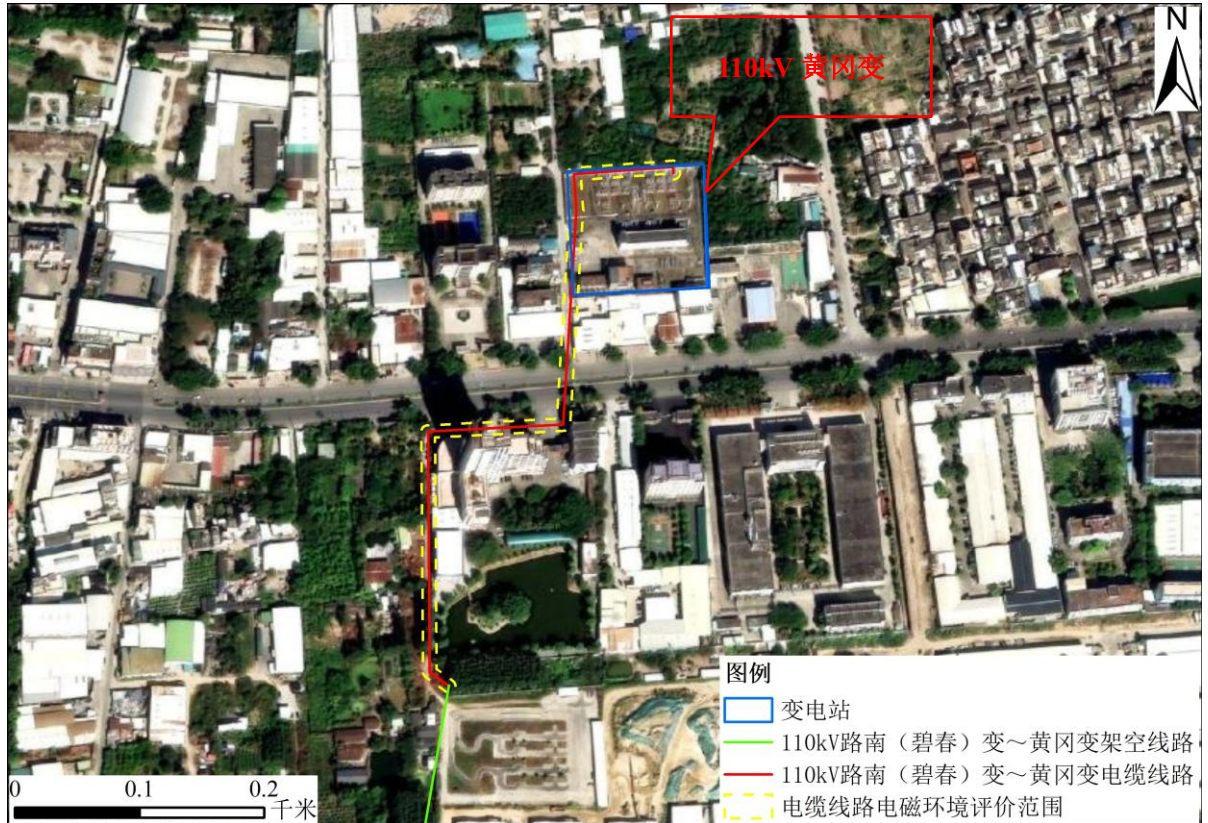 N
110kV 黄冈变
图例
变电站
110kV路南（碧春）变～黄冈变架空线路
110kV路南（碧春）变～黄冈变电缆线路
电缆线路电磁环境评价范围
0 0.1 0.2
千米